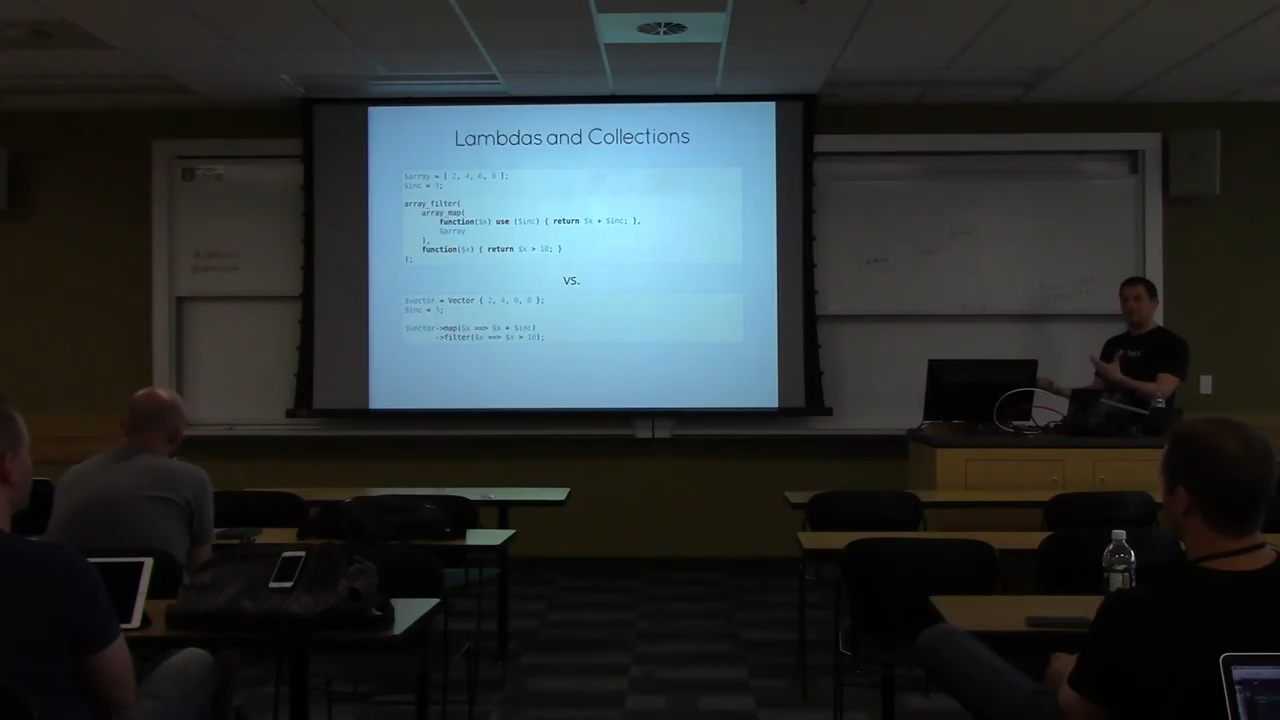 Lambdas and Collections
$array = [ 2, 4, 6, 8 ];
$inc = 3;
array_filter(
array_map(
function($x) use ($inc) { return $x + $inc; },
$array
),
function($x) { return $x > 10; }
);
vs.
$vector = Vector { 2, 4, 6, 8 };
$inc = 3;
$vector->map($x ==> $x + $inc)
->filter($x ==> $x > 10);